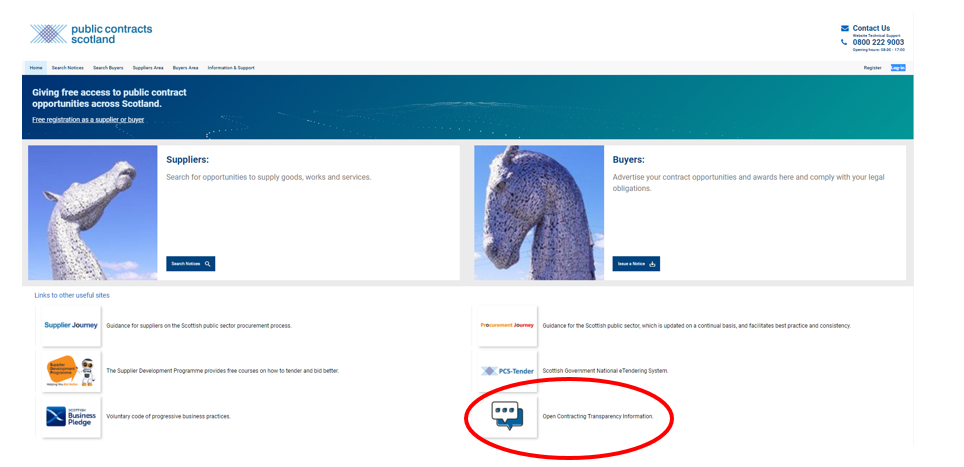 public contracts
scotland
Contact Us
Website Technical Support
0800 222 9003
Opening hours: 08:30 - 17:00
Home Search Notices Search Buyers Suppliers Area Buyers Area Information & Support
Register Log In
Giving free access to public contract
opportunities across Scotland.
Free registration as a supplier or buyer
Suppliers:
Search for opportunities to supply goods, works and services.
Search Notices
Buyers:
Advertise your contract opportunities and awards here and comply with your legal
obligations.
Issue a Notice
Links to other useful sites
Supplier Journey
Guidance for suppliers on the Scottish public sector procurement process.
Procurement Journey
Guidance for the Scottish public sector, which is updated on a continual basis, and facilitates best practice and consistency.
Supplier
Development
Programme
The Supplier Development Programme provides free courses on how to tender and bid better.
PCS-Tender
Scottish Government National eTendering System.
SCOTTISH
Business
Pledge
Voluntary code of progressive business practices.
Open Contracting Transparency Information.